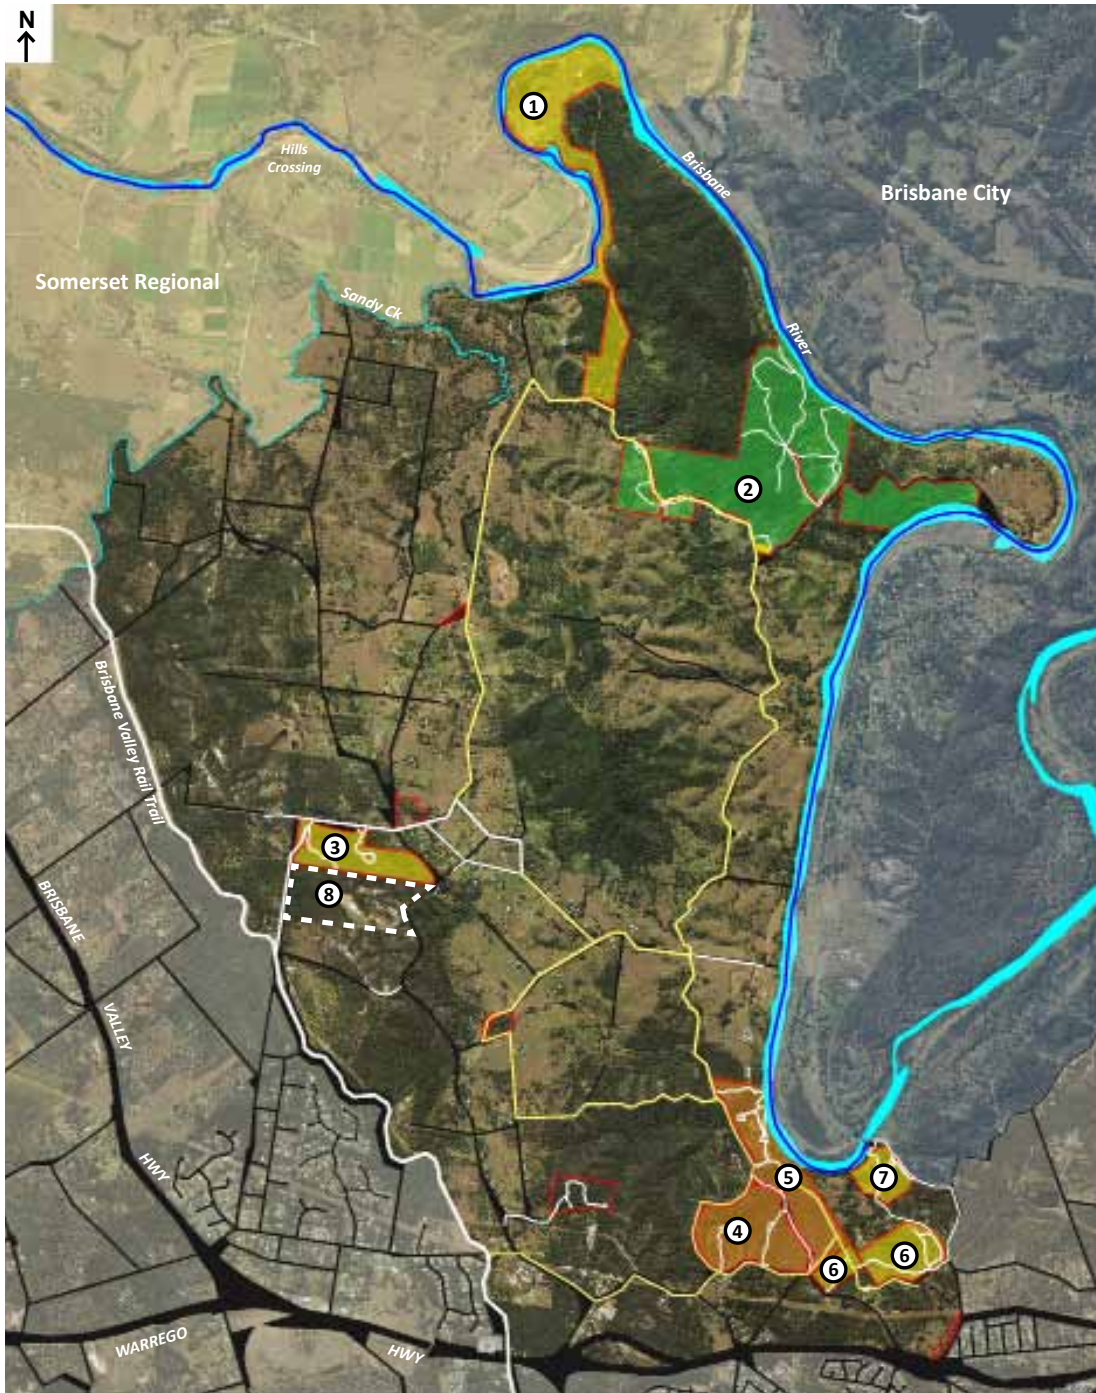 N
1
Hills
Crossing
Brisbane
Brisbane City
Somerset Regional
Sandy Ck
River
2
Brisbane Valley Rail Trail
3
8
BRISBANE
VALLEY
HWY
5
7
4
6
6
WARREGO
HWY